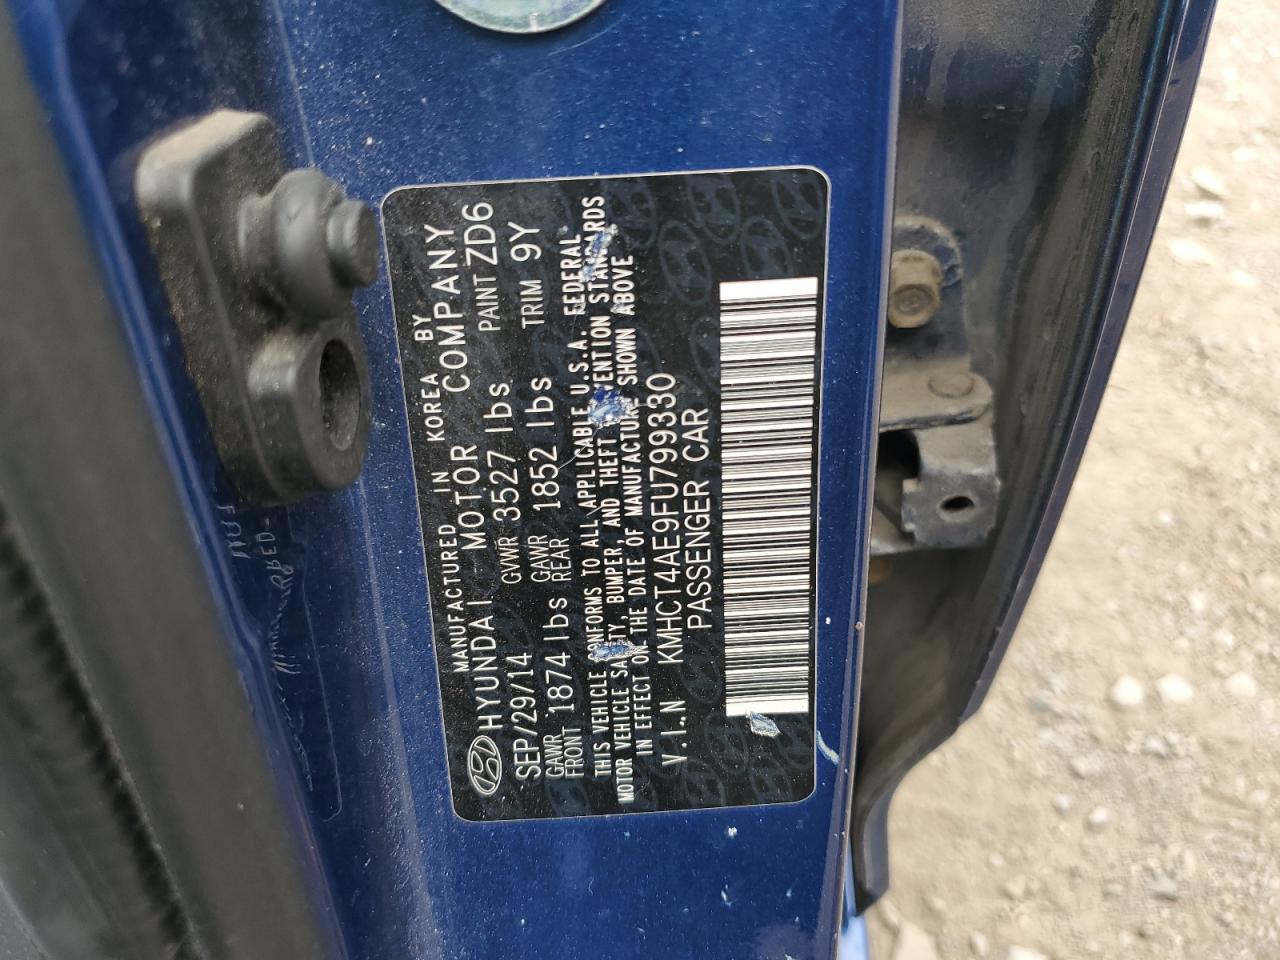 MANUFACTURED IN KOREA BY
HYUNDAI MOTOR COMPANY
SEP/29/14 GVWR 3527 lbs PAINT ZD6
GAWR FRONT 1874 lbs GAWR REAR 1852 lbs TRIM 9Y
THIS VEHICLE CONFORMS TO ALL APPLICABLE U.S.A. FEDERAL
MOTOR VEHICLE SAFETY, BUMPER, AND THEFT PREVENTION STANDARDS
IN EFFECT ON THE DATE OF MANUFACTURE SHOWN ABOVE
V.I.N KMHCT4AE9FU799330
PASSENGER CAR